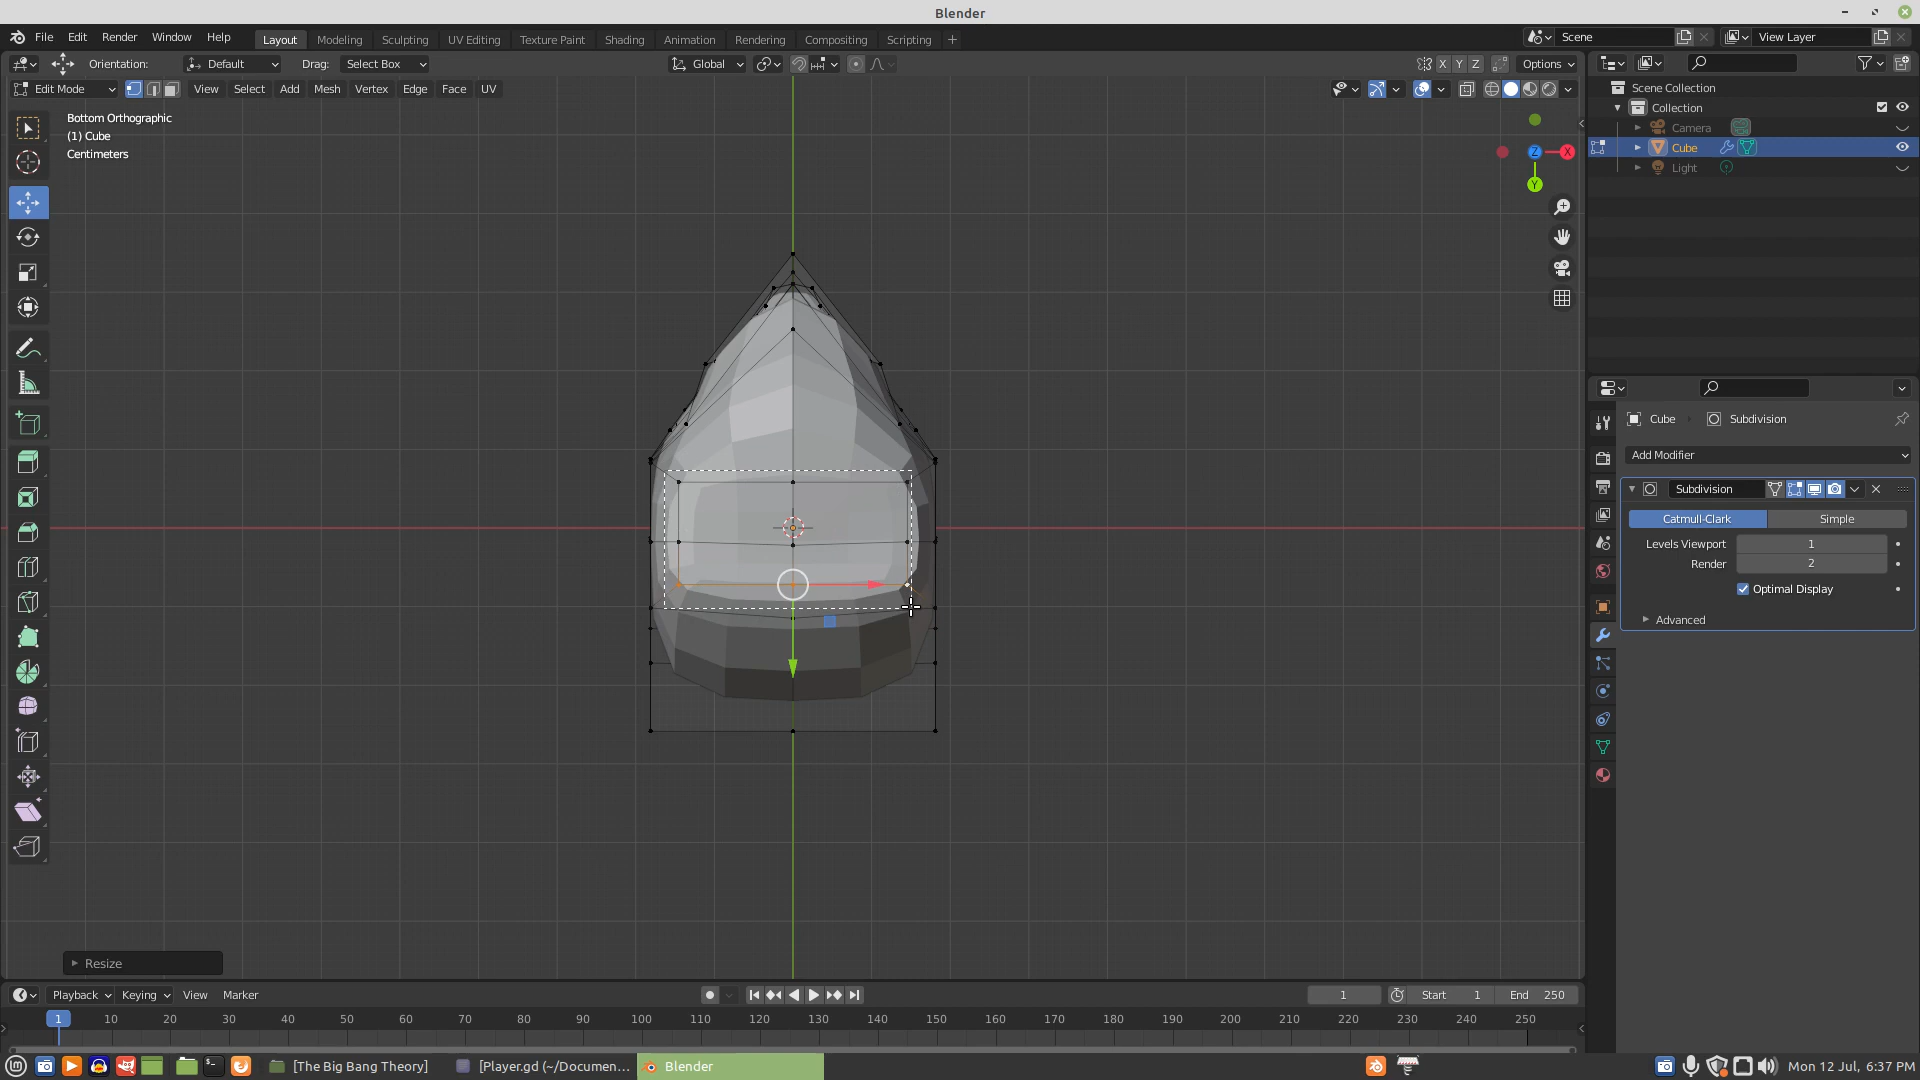 Blender
File Edit Render Window Help
Layout Modeling Sculpting UV Editing Texture Paint Shading Animation Rendering Compositing Scripting
Scene
View Layer
Orientation: Default Drag: Select Box
Global
X Y Z
Options
Edit Mode View Select Add Mesh Vertex Edge Face UV
Bottom Orthographic
(1) Cube
Centimeters
Z
X
Y
Scene Collection
Collection
Camera
Cube
Light
Cube Subdivision
Add Modifier
Subdivision
Catmull-Clark Simple
Levels Viewport 1
Render 2
Optimal Display
Advanced
Resize
Playback Keying View Marker
1
Start 1
End 250
1 10 20 30 40 50 60 70 80 90 100 110 120 130 140 150 160 170 180 190 200 210 220 230 240 250
[The Big Bang Theory]
[Player.gd (~/Documen...
Blender
Mon 12 Jul, 6:37 PM